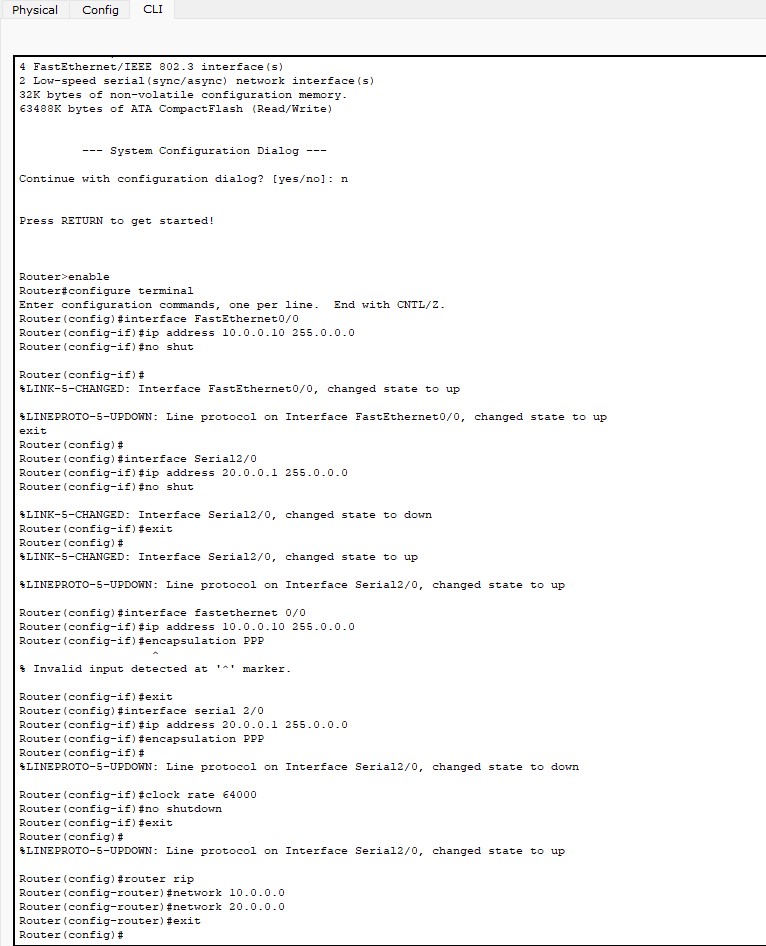 Physical Config CLI
4 FastEthernet/IEEE 802.3 interface(s)
2 Low-speed serial(sync/async) network interface(s)
32K bytes of non-volatile configuration memory.
63488K bytes of ATA CompactFlash (Read/Write)
--- System Configuration Dialog ---
Continue with configuration dialog? [yes/no]: n
Press RETURN to get started!
Router>enable
Router#configure terminal
Enter configuration commands, one per line.  End with CNTL/Z.
Router(config)#interface FastEthernet0/0
Router(config-if)#ip address 10.0.0.10 255.0.0.0
Router(config-if)#no shut
Router(config-if)#
%LINK-5-CHANGED: Interface FastEthernet0/0, changed state to up
%LINEPROTO-5-UPDOWN: Line protocol on Interface FastEthernet0/0, changed state to up
exit
Router(config)#
Router(config)#interface Serial2/0
Router(config-if)#ip address 20.0.0.1 255.0.0.0
Router(config-if)#no shut
%LINK-5-CHANGED: Interface Serial2/0, changed state to down
Router(config-if)#exit
Router(config)#
%LINK-5-CHANGED: Interface Serial2/0, changed state to up
%LINEPROTO-5-UPDOWN: Line protocol on Interface Serial2/0, changed state to up
Router(config)#interface fastethernet 0/0
Router(config-if)#ip address 10.0.0.10 255.0.0.0
Router(config-if)#encapsulation PPP
^
% Invalid input detected at '^' marker.
Router(config-if)#exit
Router(config)#interface serial 2/0
Router(config-if)#ip address 20.0.0.1 255.0.0.0
Router(config-if)#encapsulation PPP
Router(config-if)#
%LINEPROTO-5-UPDOWN: Line protocol on Interface Serial2/0, changed state to down
Router(config-if)#clock rate 64000
Router(config-if)#no shutdown
Router(config-if)#exit
Router(config)#
%LINEPROTO-5-UPDOWN: Line protocol on Interface Serial2/0, changed state to up
Router(config)#router rip
Router(config-router)#network 10.0.0.0
Router(config-router)#network 20.0.0.0
Router(config-router)#exit
Router(config)#